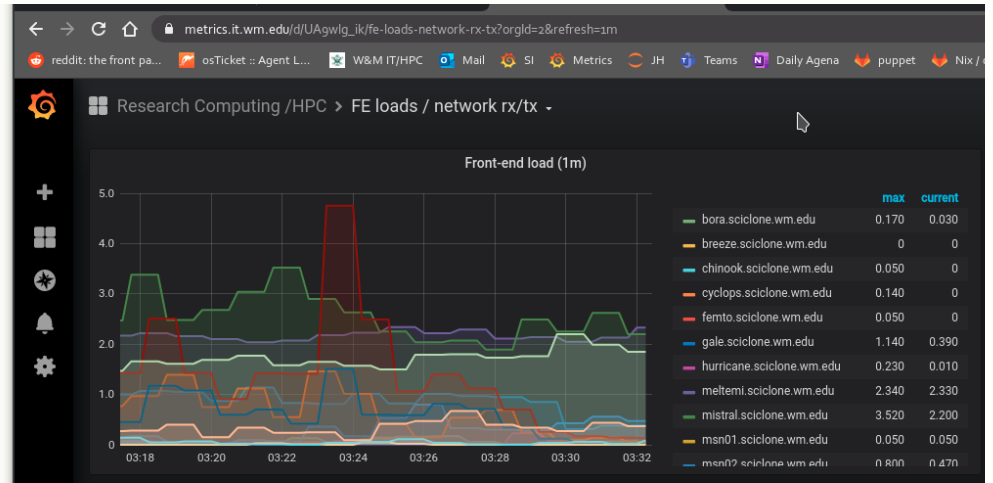 metrics.it.wm.edu/d/UAgwlg_ik/fe-loads-network-rx-tx?orgId=2&refresh=1m
reddit: the front pa... osTicket :: Agent L... W&M IT/HPC Mail SI Metrics JH Teams Daily Agena puppet Nix /
Research Computing /HPC > FE loads / network rx/tx
Front-end load (1m)
5.0
4.0
3.0
2.0
1.0
0
03:18 03:20 03:22 03:24 03:26 03:28 03:30 03:32
max current
bora.sciclone.wm.edu 0.170 0.030
breeze.sciclone.wm.edu 0 0
chinook.sciclone.wm.edu 0.050 0
cyclops.sciclone.wm.edu 0.140 0
femto.sciclone.wm.edu 0.050 0
gale.sciclone.wm.edu 1.140 0.390
hurricane.sciclone.wm.edu 0.230 0.010
meltemi.sciclone.wm.edu 2.340 2.330
mistral.sciclone.wm.edu 3.520 2.200
msn01.sciclone.wm.edu 0.050 0.050
msn02.sciclone.wm.edu 0.800 0.470